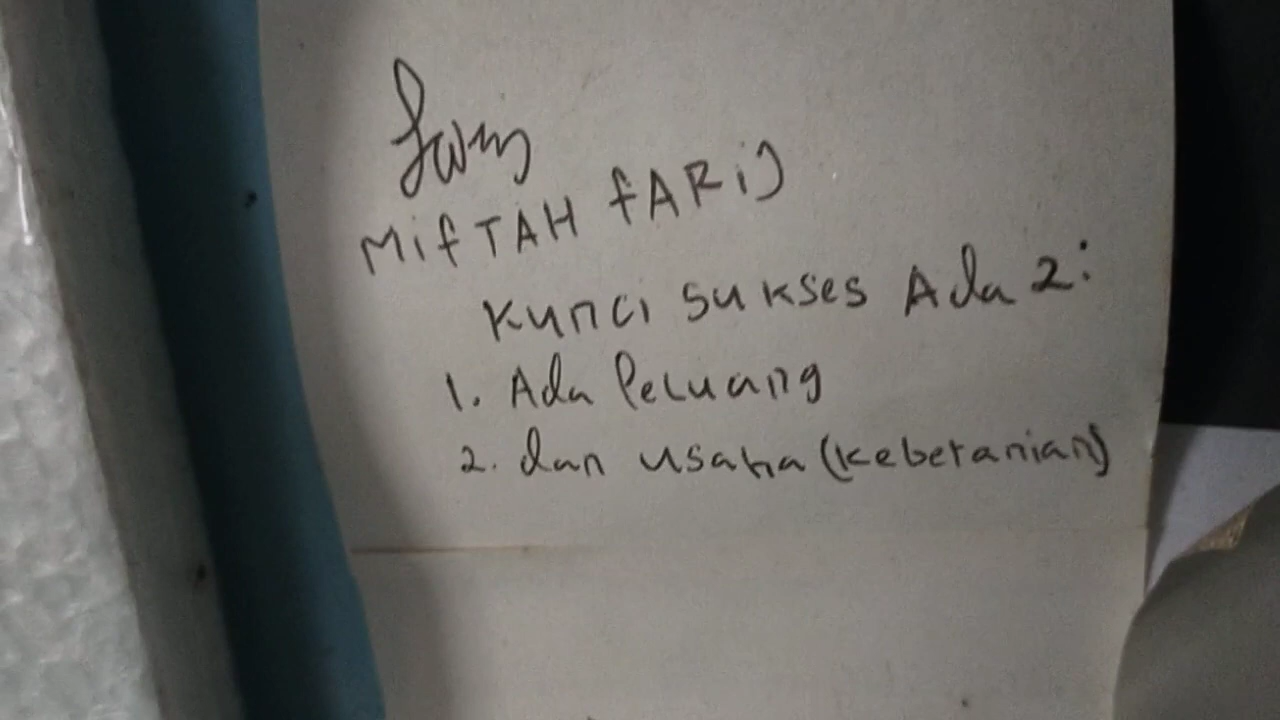 MifTAH fARiD
Kunci sukses Ada 2:
1. Ada Peluang
2. dan usaha (keberanian)